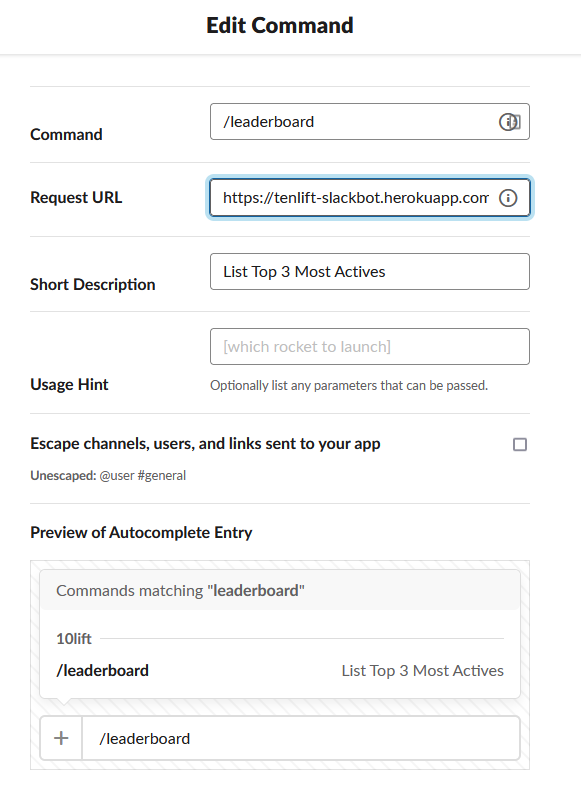 Edit Command
Command
/leaderboard
Request URL
https://tenlift-slackbot.herokuapp.com
Short Description
List Top 3 Most Actives
[which rocket to launch]
Usage Hint
Optionally list any parameters that can be passed.
Escape channels, users, and links sent to your app
Unescaped: @user #general
Preview of Autocomplete Entry
Commands matching "leaderboard"
10lift
/leaderboard List Top 3 Most Actives
+ /leaderboard